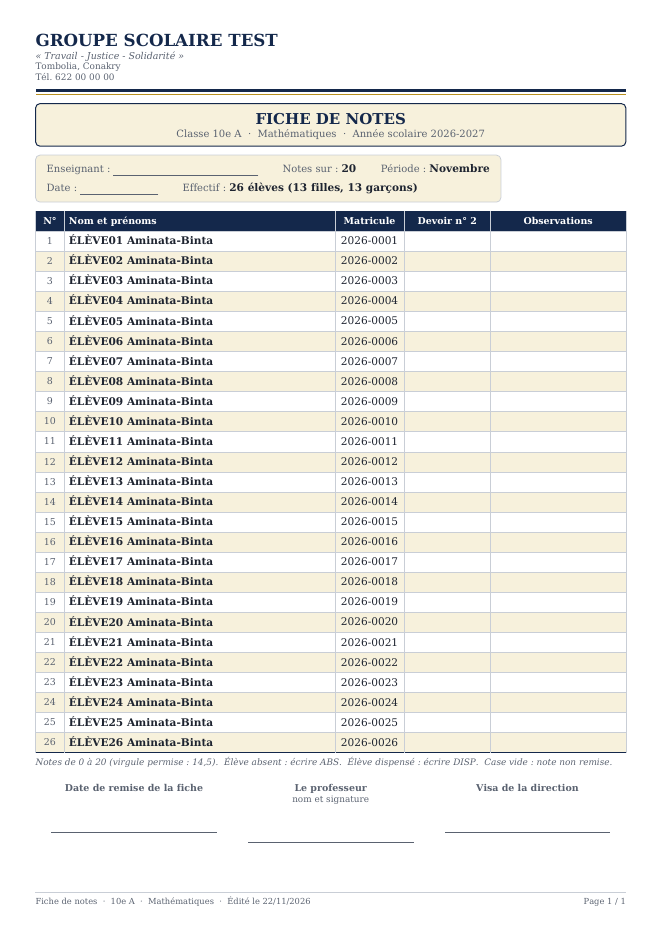 GROUPE SCOLAIRE TEST
« Travail - Justice - Solidarité »
Tombolia, Conakry
Tél. 622 00 00 00
FICHE DE NOTES
Classe 10e A · Mathématiques · Année scolaire 2026-2027
Enseignant : Notes sur : 20 Période : Novembre
Date : Effectif : 26 élèves (13 filles, 13 garçons)
N° Nom et prénoms Matricule Devoir n° 2 Observations
1 ÉLÈVE01 Aminata-Binta 2026-0001
2 ÉLÈVE02 Aminata-Binta 2026-0002
3 ÉLÈVE03 Aminata-Binta 2026-0003
4 ÉLÈVE04 Aminata-Binta 2026-0004
5 ÉLÈVE05 Aminata-Binta 2026-0005
6 ÉLÈVE06 Aminata-Binta 2026-0006
7 ÉLÈVE07 Aminata-Binta 2026-0007
8 ÉLÈVE08 Aminata-Binta 2026-0008
9 ÉLÈVE09 Aminata-Binta 2026-0009
10 ÉLÈVE10 Aminata-Binta 2026-0010
11 ÉLÈVE11 Aminata-Binta 2026-0011
12 ÉLÈVE12 Aminata-Binta 2026-0012
13 ÉLÈVE13 Aminata-Binta 2026-0013
14 ÉLÈVE14 Aminata-Binta 2026-0014
15 ÉLÈVE15 Aminata-Binta 2026-0015
16 ÉLÈVE16 Aminata-Binta 2026-0016
17 ÉLÈVE17 Aminata-Binta 2026-0017
18 ÉLÈVE18 Aminata-Binta 2026-0018
19 ÉLÈVE19 Aminata-Binta 2026-0019
20 ÉLÈVE20 Aminata-Binta 2026-0020
21 ÉLÈVE21 Aminata-Binta 2026-0021
22 ÉLÈVE22 Aminata-Binta 2026-0022
23 ÉLÈVE23 Aminata-Binta 2026-0023
24 ÉLÈVE24 Aminata-Binta 2026-0024
25 ÉLÈVE25 Aminata-Binta 2026-0025
26 ÉLÈVE26 Aminata-Binta 2026-0026
Notes de 0 à 20 (virgule permise : 14,5). Élève absent : écrire ABS. Élève dispensé : écrire DISP. Case vide : note non remise.
Date de remise de la fiche Le professeur Visa de la direction
nom et signature
Fiche de notes · 10e A · Mathématiques · Édité le 22/11/2026 Page 1 / 1